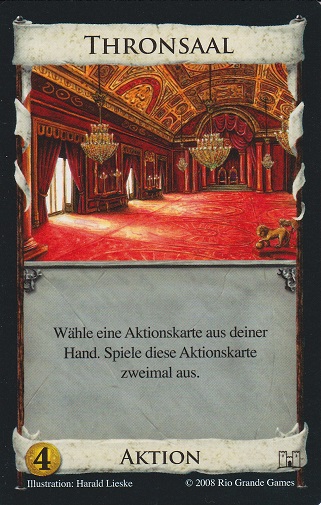 Thronsaal
Wähle eine Aktionskarte aus deiner
Hand. Spiele diese Aktionskarte
zweimal aus.
4
Aktion
Illustration: Harald Lieske
© 2008 Rio Grande Games